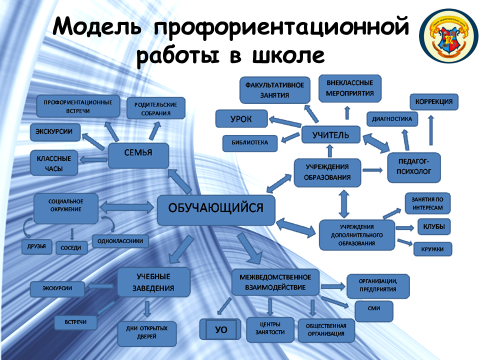 Модель профориентационной
работы в школе
ФАКУЛЬТАТИВНОЕ
ЗАНЯТИЯ
ВНЕКЛАССНЫЕ
МЕРОПРИЯТИЯ
КОРРЕКЦИЯ
ПРОФОРИЕНТАЦИОННЫЕ
ВСТРЕЧИ
РОДИТЕЛЬСКИЕ
СОБРАНИЯ
УРОК
ДИАГНОСТИКА
ЭКСКУРСИИ
УЧИТЕЛЬ
БИБЛИОТЕКА
СЕМЬЯ
КЛАССНЫЕ
ЧАСЫ
УЧРЕЖДЕНИЯ
ОБРАЗОВАНИЯ
ПЕДАГОГ-
ПСИХОЛОГ
СОЦИАЛЬНОЕ
ОКРУЖЕНИЕ
ОБУЧАЮЩИЙСЯ
ЗАНЯТИЯ ПО
ИНТЕРЕСАМ
УЧРЕЖДЕНИЯ
ДОПОЛНИТЕЛЬНОГО
ОБРАЗОВАНИЯ
КЛУБЫ
ДРУЗЬЯ
СОСЕДИ
ОДНОКЛАССНИКИ
КРУЖКИ
УЧЕБНЫЕ
ЗАВЕДЕНИЯ
МЕЖВЕДОМСТВЕННОЕ
ВЗАИМОДЕЙСТВИЕ
ЭКСКУРСИИ
ОРГАНИЗАЦИИ,
ПРЕДПРИЯТИЯ
СМИ
ВСТРЕЧИ
ДНИ ОТКРЫТЫХ
ДВЕРЕЙ
УО
ЦЕНТРЫ
ЗАНЯТОСТИ
ОБЩЕСТВЕННАЯ
ОРГАНИЗАЦИЯ